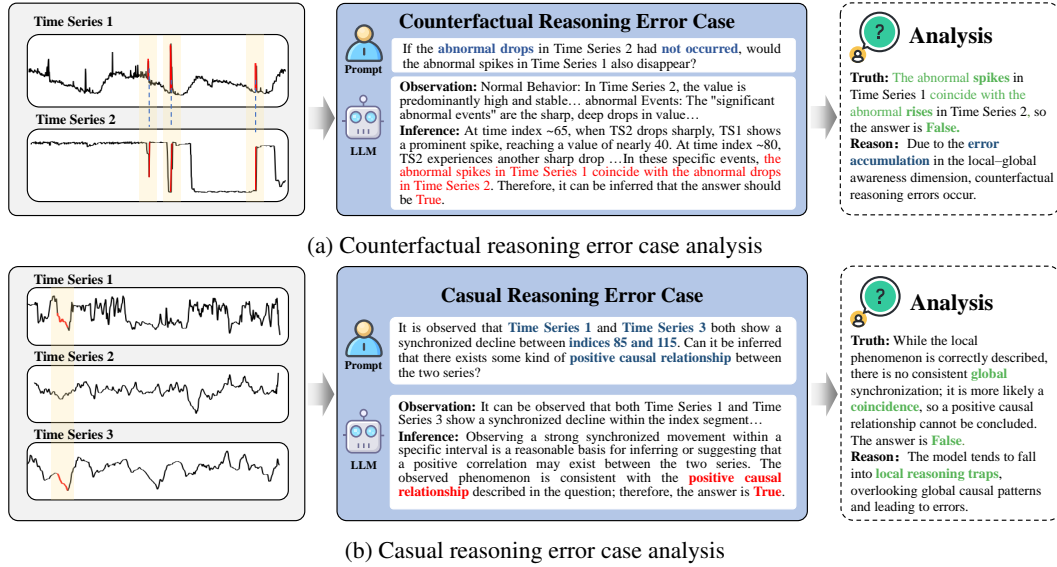 Time Series 1
Time Series 2
Counterfactual Reasoning Error Case
Prompt
If the abnormal drops in Time Series 2 had not occurred, would
the abnormal spikes in Time Series 1 also disappear?
LLM
Observation: Normal Behavior: In Time Series 2, the value is
predominantly high and stable… abnormal Events: The "significant
abnormal events" are the sharp, deep drops in value…
Inference: At time index ~65, when TS2 drops sharply, TS1 shows
a prominent spike, reaching a value of nearly 40. At time index ~80,
TS2 experiences another sharp drop …In these specific events, the
abnormal spikes in Time Series 1 coincide with the abnormal drops
in Time Series 2. Therefore, it can be inferred that the answer should
be True.
?
Analysis
Truth: The abnormal spikes in
Time Series 1 coincide with the
abnormal rises in Time Series 2, so
the answer is False.
Reason: Due to the error
accumulation in the local–global
awareness dimension, counterfactual
reasoning errors occur.
(a) Counterfactual reasoning error case analysis
Time Series 1
Time Series 2
Time Series 3
Casual Reasoning Error Case
Prompt
It is observed that Time Series 1 and Time Series 3 both show a
synchronized decline between indices 85 and 115. Can it be inferred
that there exists some kind of positive causal relationship between
the two series?
LLM
Observation: It can be observed that both Time Series 1 and Time
Series 3 show a synchronized decline within the index segment…
Inference: Observing a strong synchronized movement within a
specific interval is a reasonable basis for inferring or suggesting that
a positive correlation may exist between the two series. The
observed phenomenon is consistent with the positive causal
relationship described in the question; therefore, the answer is True.
?
Analysis
Truth: While the local
phenomenon is correctly described,
there is no consistent global
synchronization; it is more likely a
coincidence, so a positive causal
relationship cannot be concluded.
The answer is False.
Reason: The model tends to fall
into local reasoning traps,
overlooking global causal patterns
and leading to errors.
(b) Casual reasoning error case analysis